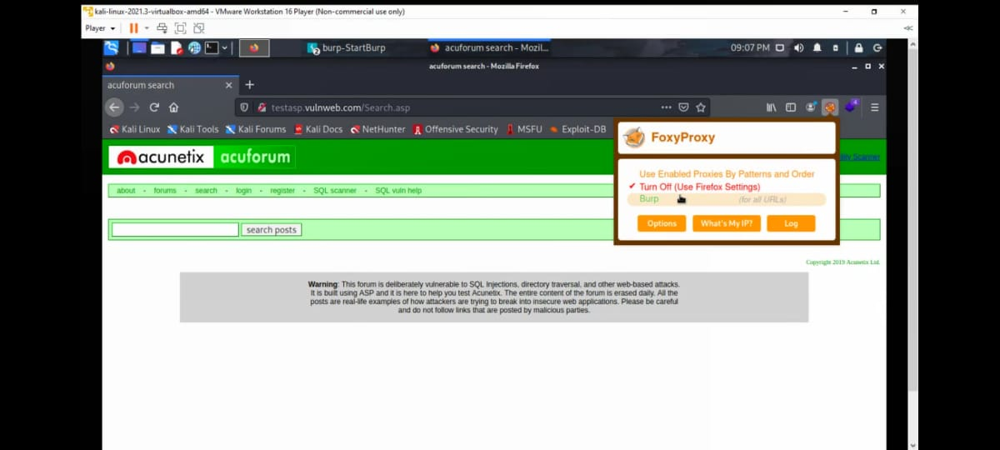 kali-linux-2021.3-virtualbox-amd64 - VMware Workstation 16 Player (Non-commercial use only)
Player
burp-StartBurp
acuforum search - Mozil...
09:07 PM
acuforum search - Mozilla Firefox
acuforum search
testasp.vulnweb.com/Search.asp
Kali Linux Kali Tools Kali Forums Kali Docs NetHunter Offensive Security MSFU Exploit-DB
FoxyProxy
acunetix acuforum
Scanner
Use Enabled Proxies By Patterns and Order
Turn Off (Use Firefox Settings)
Burp (for all URLs)
Options What's My IP? Log
about - forums - search - login - register - SQL scanner - SQL vuln help
search posts
Copyright 2019 Acunetix Ltd.
Warning: This forum is deliberately vulnerable to SQL Injections, directory traversal, and other web-based attacks.
It is built using ASP and it is here to help you test Acunetix. The entire content of the forum is erased daily. All the
posts are real-life examples of how attackers are trying to break into insecure web applications. Please be careful
and do not follow links that are posted by malicious parties.